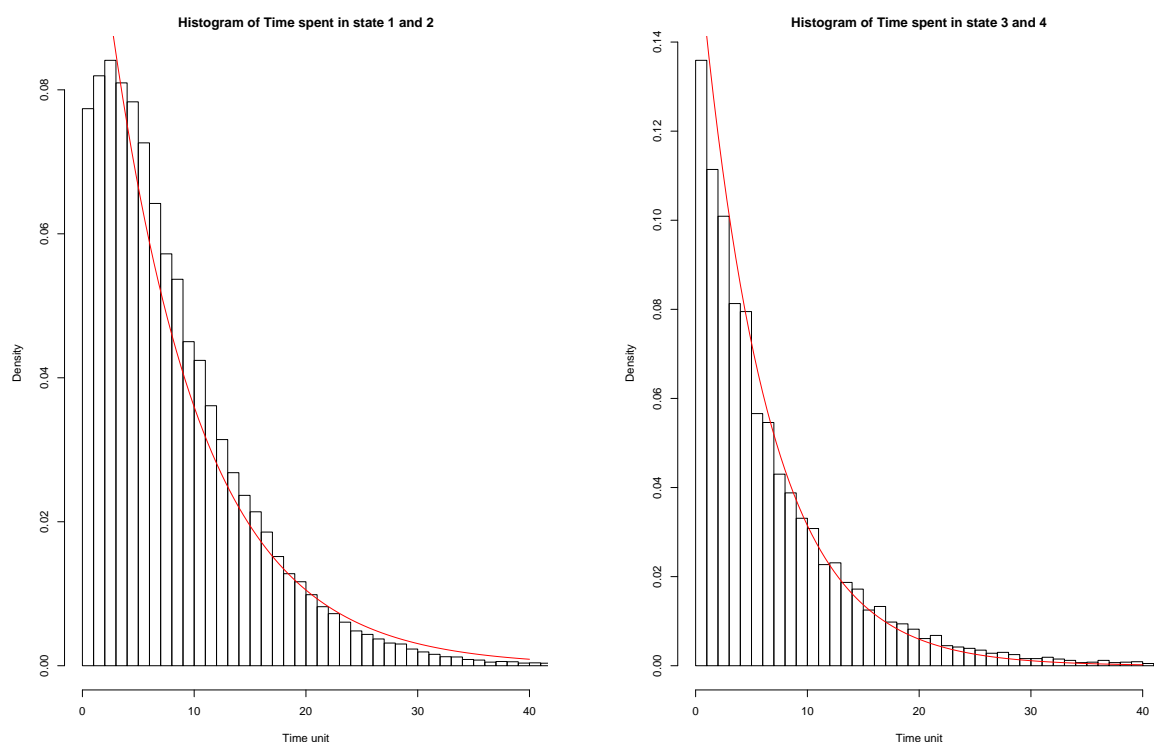 Histogram of Time spent in state 1 and 2
Density
0.08
0.06
0.04
0.02
0.00
0 10 20 30 40
Time unit
Histogram of Time spent in state 3 and 4
Density
0.14
0.12
0.10
0.08
0.06
0.04
0.02
0.00
0 10 20 30 40
Time unit